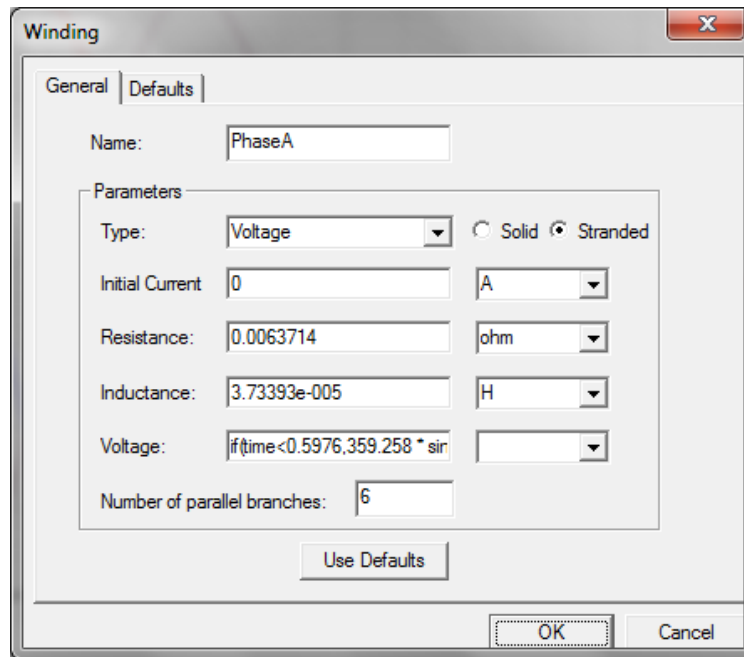 Winding
General Defaults
Name: PhaseA
Parameters
Type: Voltage Solid Stranded
Initial Current 0 A
Resistance: 0.0063714 ohm
Inductance: 3.73393e-005 H
Voltage: if(time<0.5976,359.258 * sin
Number of parallel branches: 6
Use Defaults
OK Cancel